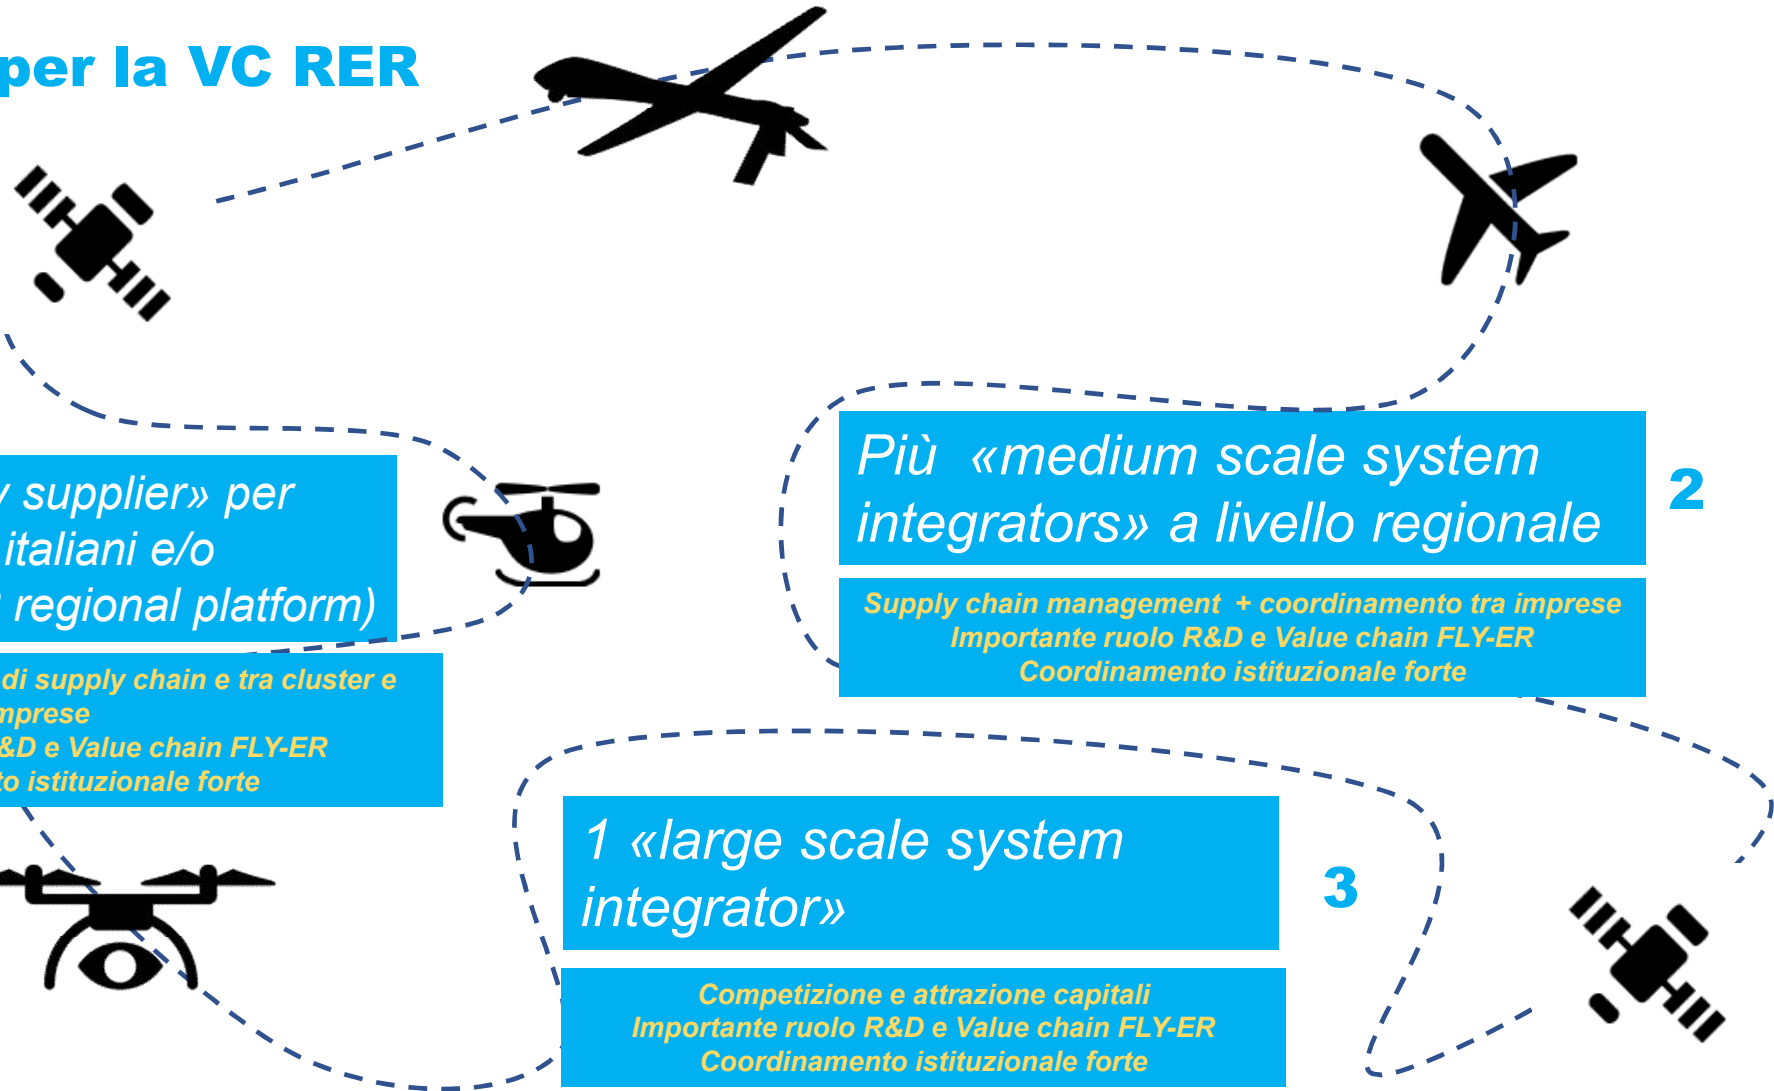 per la VC RER
supplier» per
italiani e/o
regional platform)
di supply chain e tra cluster e
imprese
R&D e Value chain FLY-ER
istituzionale forte
Più «medium scale system
integrators» a livello regionale
2
Supply chain management + coordinamento tra imprese
Importante ruolo R&D e Value chain FLY-ER
Coordinamento istituzionale forte
1 «large scale system
integrator»
3
Competizione e attrazione capitali
Importante ruolo R&D e Value chain FLY-ER
Coordinamento istituzionale forte